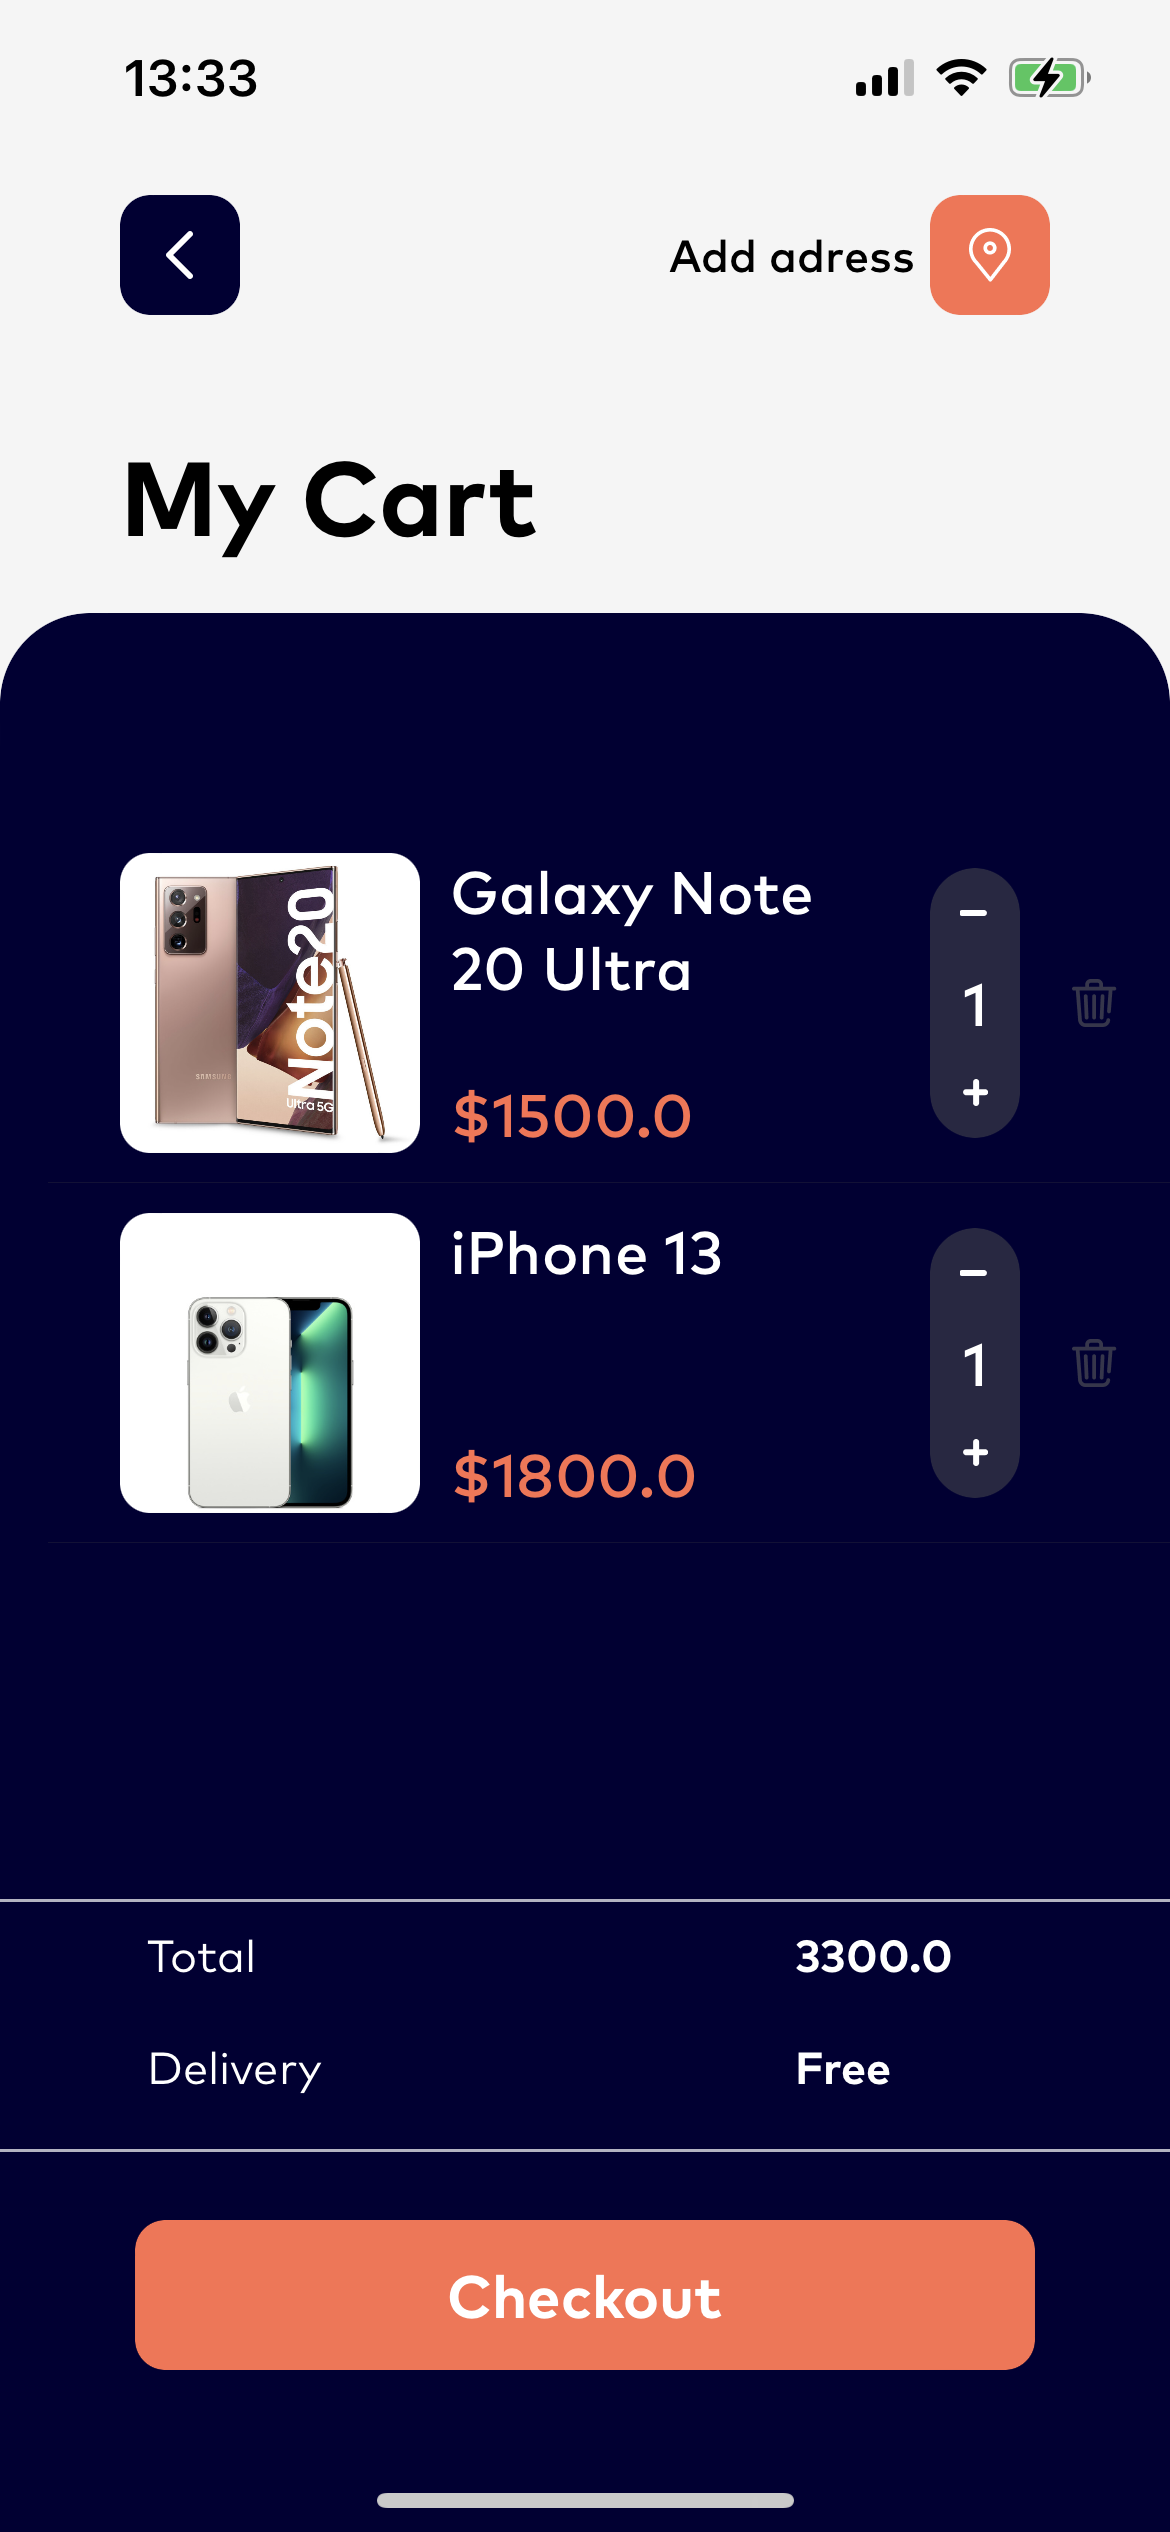 13:33
Add adress
My Cart
Galaxy Note
20 Ultra
1
$1500.0
SAMSUNG
Note20
Ultra 5G
iPhone 13
1
$1800.0
Total 3300.0
Delivery Free
Checkout